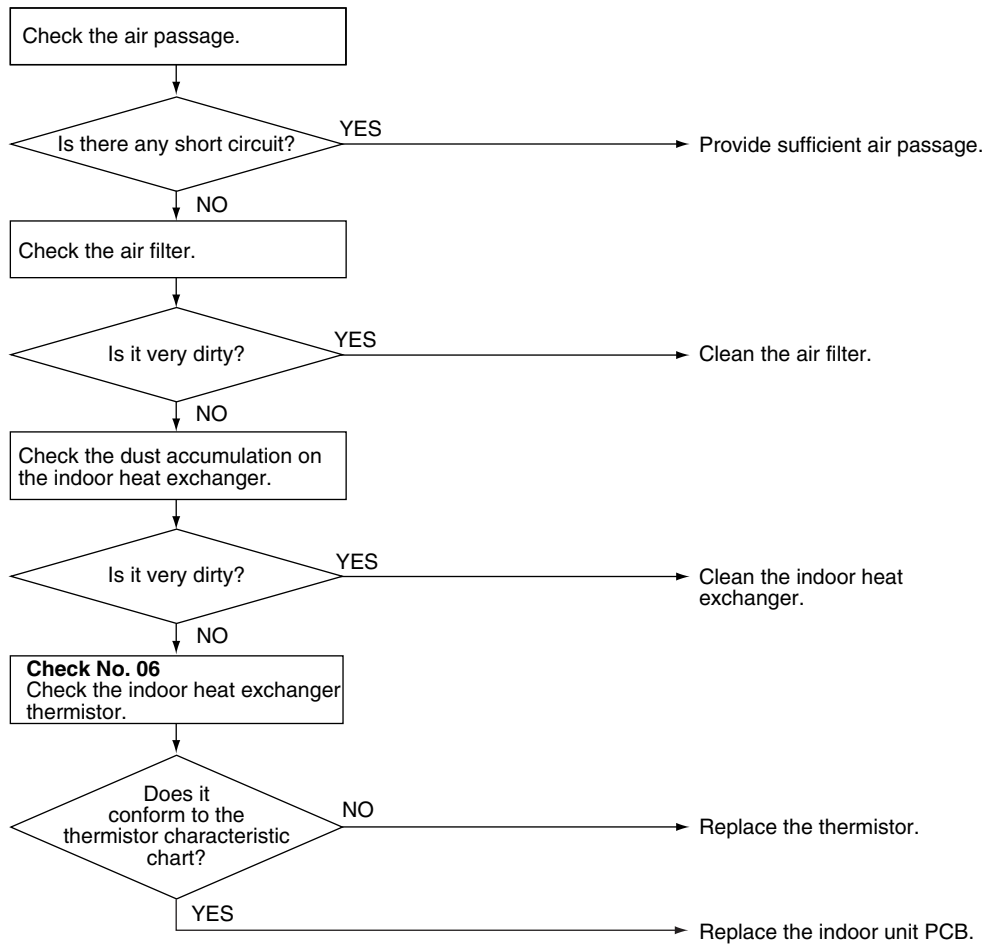 Check the air passage.
Is there any short circuit?
YES
Provide sufficient air passage.
NO
Check the air filter.
Is it very dirty?
YES
Clean the air filter.
NO
Check the dust accumulation on
the indoor heat exchanger.
Is it very dirty?
YES
Clean the indoor heat
exchanger.
NO
Check No. 06
Check the indoor heat exchanger
thermistor.
Does it
conform to the
thermistor characteristic
chart?
NO
Replace the thermistor.
YES
Replace the indoor unit PCB.